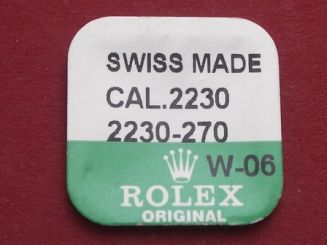 SWISS MADE
CAL.2230
2230-270
W-06
ROLEX
ORIGINAL